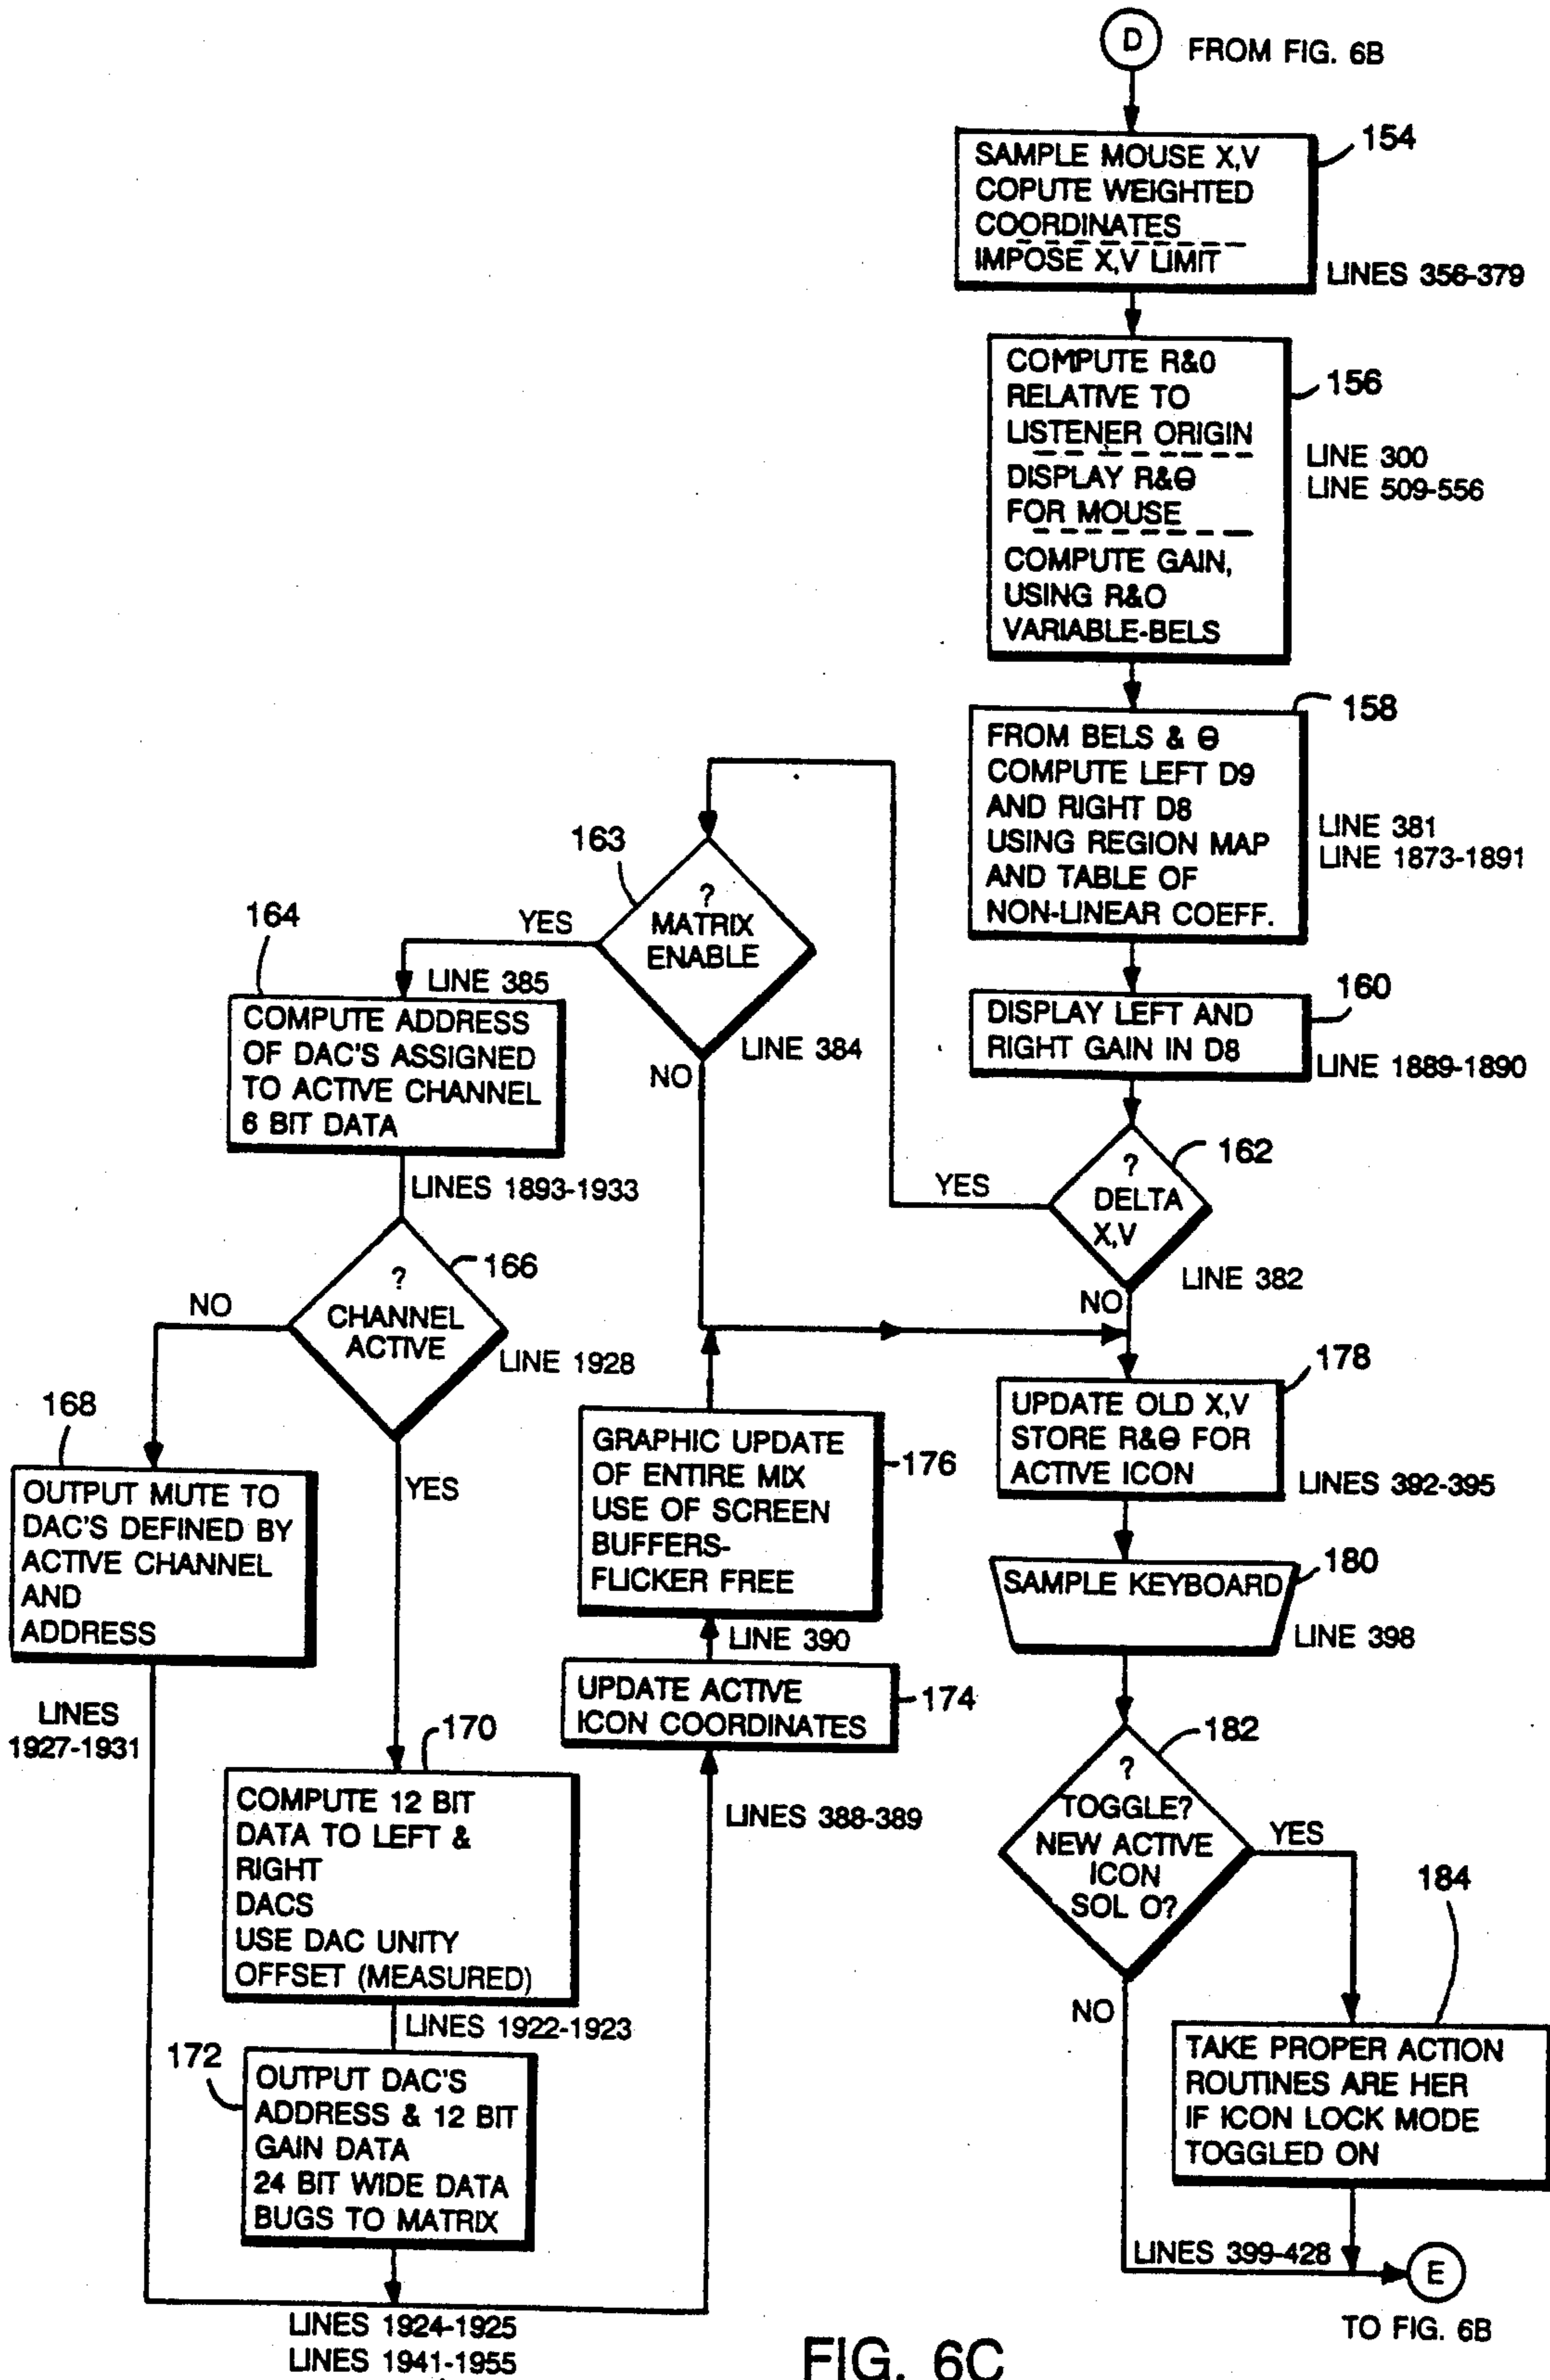 D FROM FIG. 6B
154
SAMPLE MOUSE X,V
COPUTE WEIGHTED
COORDINATES
IMPOSE X,V LIMIT
LINES 356-379
156
COMPUTE R&0
RELATIVE TO
LISTENER ORIGIN
DISPLAY R&Θ
FOR MOUSE
COMPUTE GAIN,
USING R&O
VARIABLE-BELS
LINE 300
LINE 509-556
158
FROM BELS & Θ
COMPUTE LEFT D9
AND RIGHT D8
USING REGION MAP
AND TABLE OF
NON-LINEAR COEFF.
LINE 381
LINE 1873-1891
160
DISPLAY LEFT AND
RIGHT GAIN IN D8
LINE 1889-1890
162
?
DELTA
X,V
YES
NO
LINE 382
163
?
MATRIX
ENABLE
YES
NO
LINE 384
164
LINE 385
COMPUTE ADDRESS
OF DAC'S ASSIGNED
TO ACTIVE CHANNEL
6 BIT DATA
LINES 1893-1933
166
?
CHANNEL
ACTIVE
NO
YES
LINE 1928
168
OUTPUT MUTE TO
DAC'S DEFINED BY
ACTIVE CHANNEL
AND
ADDRESS
LINES
1927-1931
170
COMPUTE 12 BIT
DATA TO LEFT &
RIGHT
DACS
USE DAC UNITY
OFFSET (MEASURED)
LINES 1922-1923
172
OUTPUT DAC'S
ADDRESS & 12 BIT
GAIN DATA
24 BIT WIDE DATA
BUGS TO MATRIX
LINES 1924-1925
LINES 1941-1955
LINES 388-389
174
UPDATE ACTIVE
ICON COORDINATES
LINE 390
176
GRAPHIC UPDATE
OF ENTIRE MIX
USE OF SCREEN
BUFFERS-
FLICKER FREE
178
UPDATE OLD X,V
STORE R&Θ FOR
ACTIVE ICON
LINES 392-395
180
SAMPLE KEYBOARD
LINE 398
182
?
TOGGLE?
NEW ACTIVE
ICON
SOL O?
YES
NO
184
TAKE PROPER ACTION
ROUTINES ARE HER
IF ICON LOCK MODE
TOGGLED ON
LINES 399-428
E
TO FIG. 6B
FIG. 6C